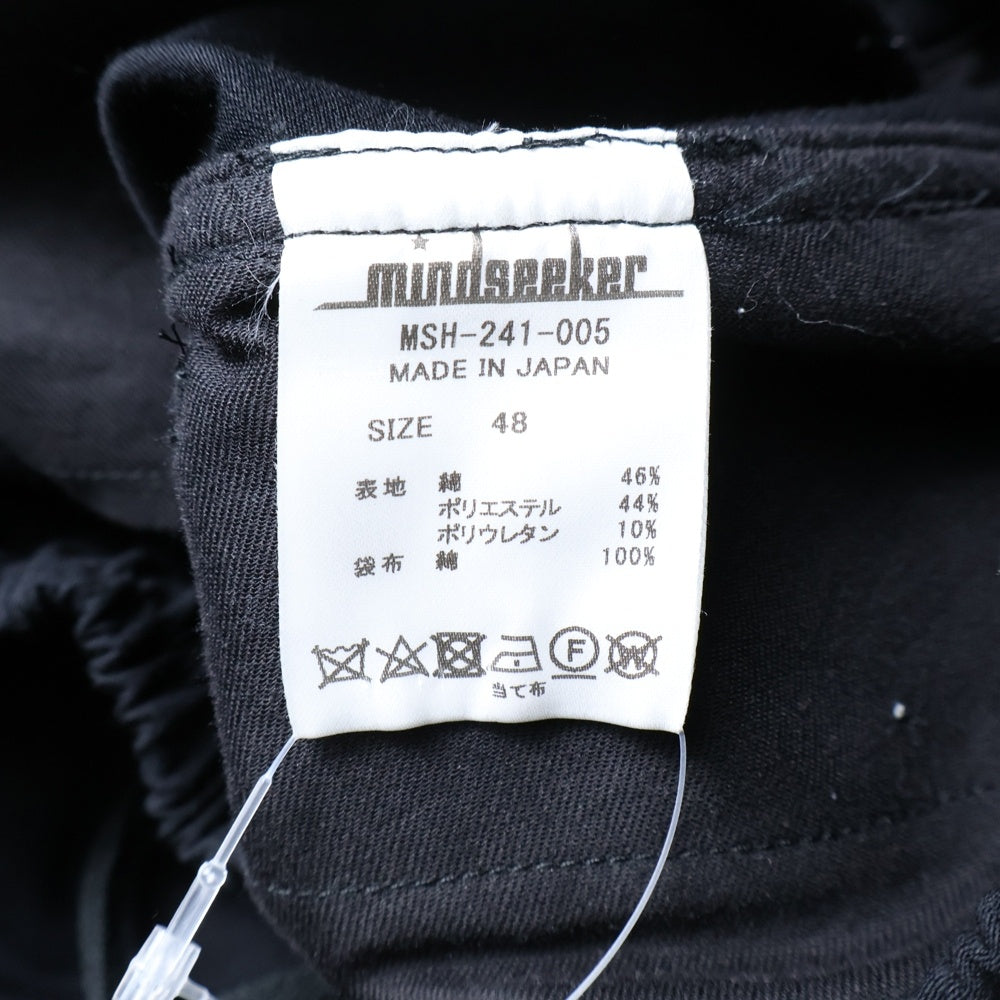 mindseeker
MSH-241-005
MADE IN JAPAN
SIZE 48
表地 綿 46%
ポリエステル 44%
ポリウレタン 10%
袋布 綿 100%
F W
当て布